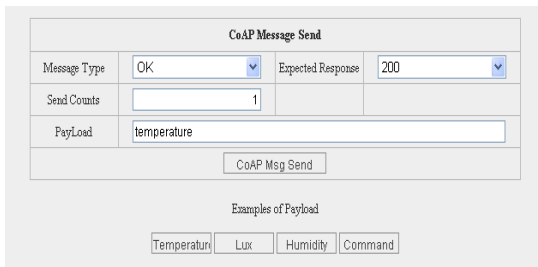 CoAP Message Send
Message Type OK Expected Response 200
Send Counts 1
PayLoad temperature
CoAP Msg Send
Examples of Payload
Temperatur Lux Humidity Command